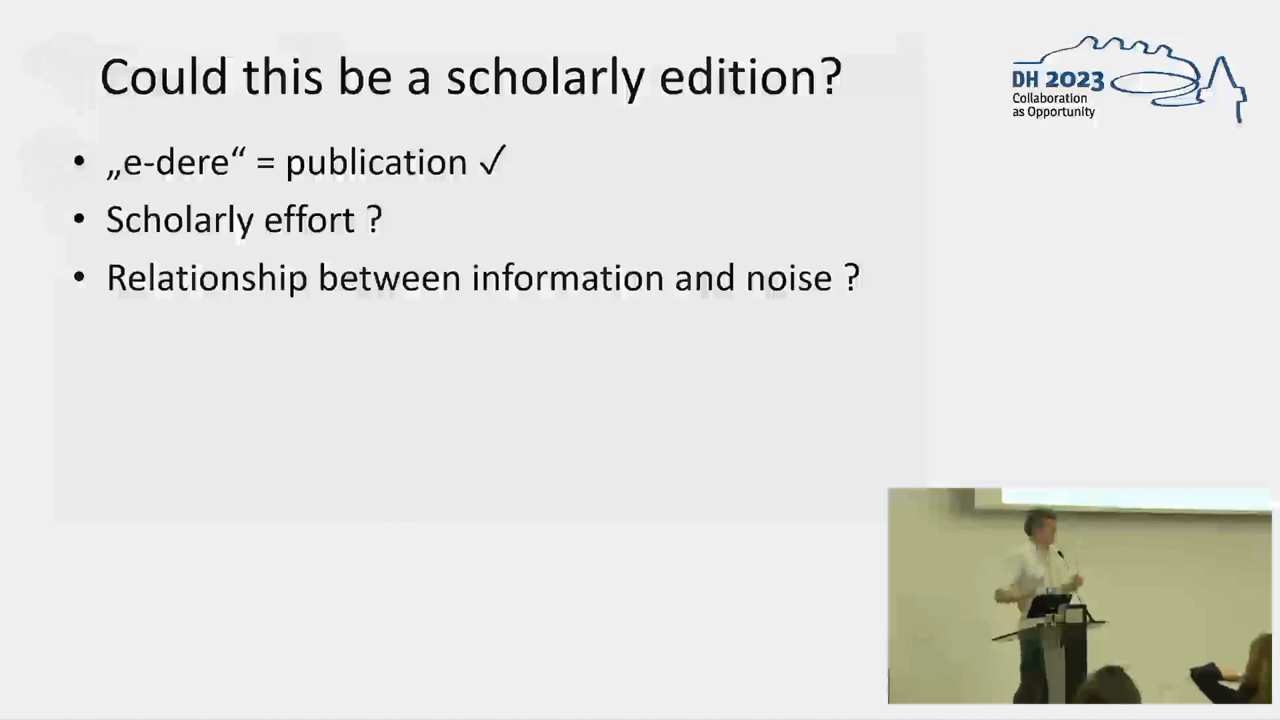 Could this be a scholarly edition?
DH 2023
Collaboration
as Opportunity
• „e-dere“ = publication ✓
• Scholarly effort ?
• Relationship between information and noise ?